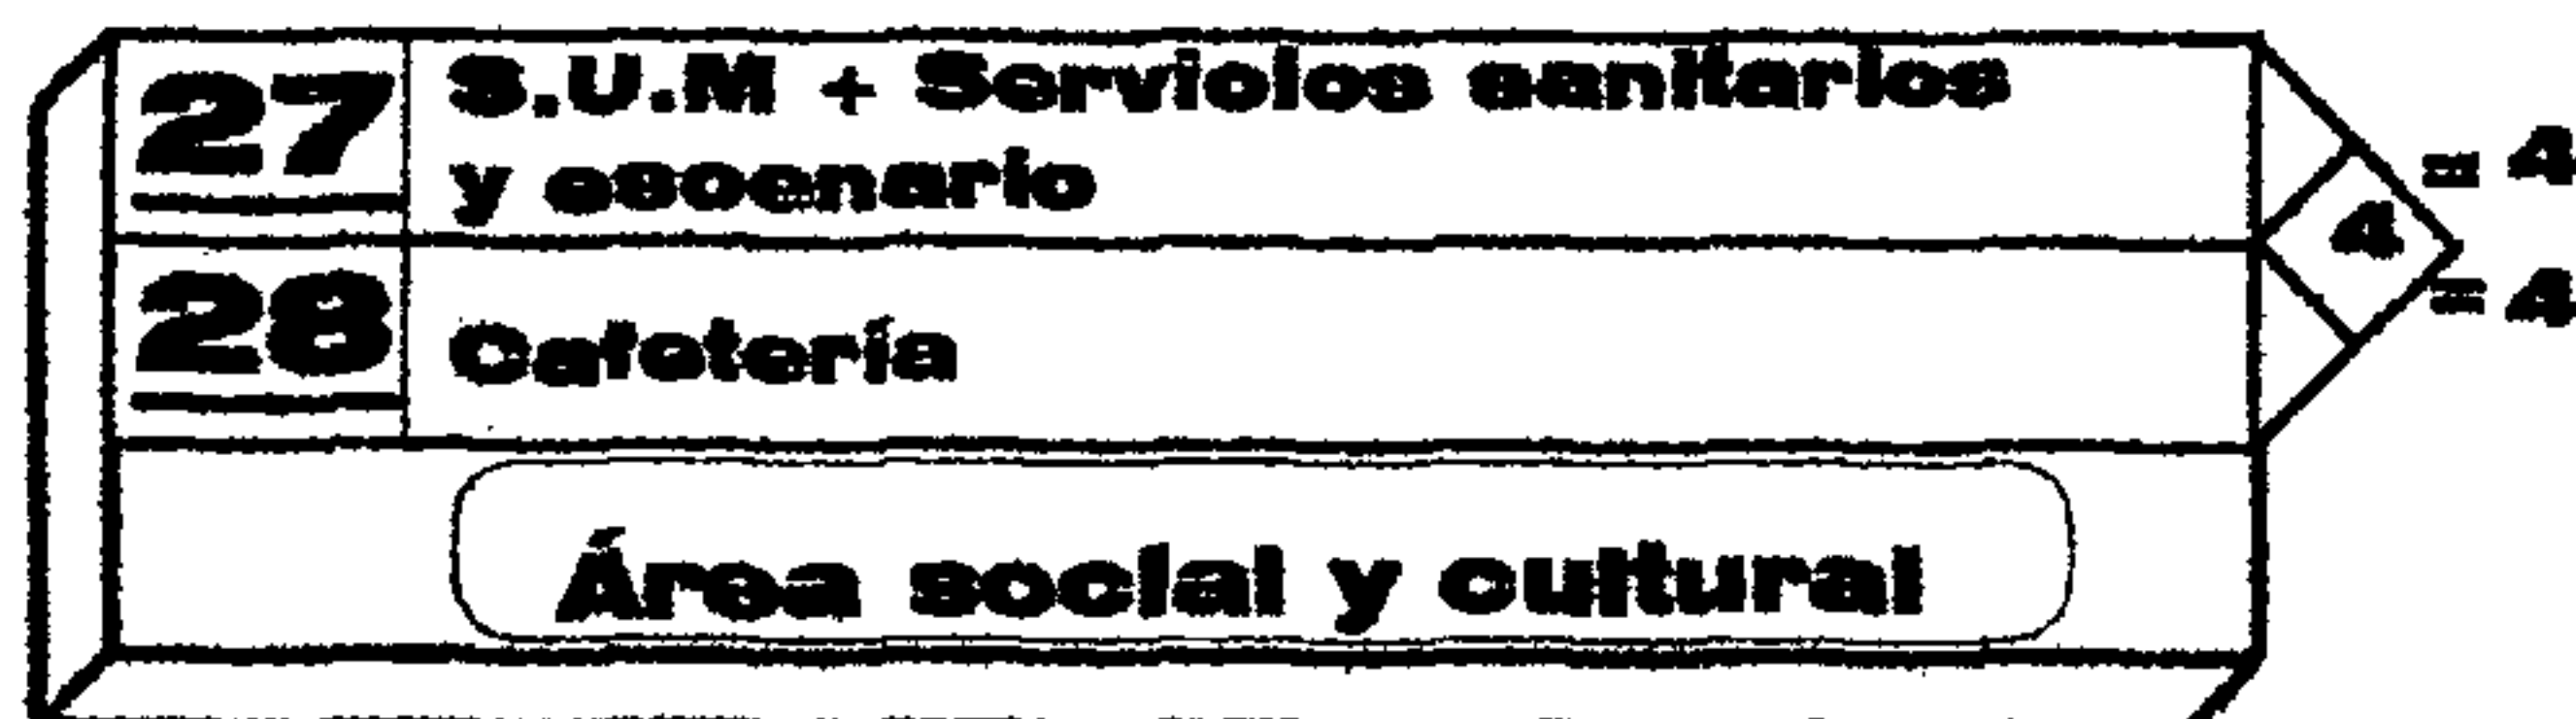 27 S.U.M + Servicios sanitarios
y escenario
= 4
4
28 Cafetería
= 4
Área social y cultural